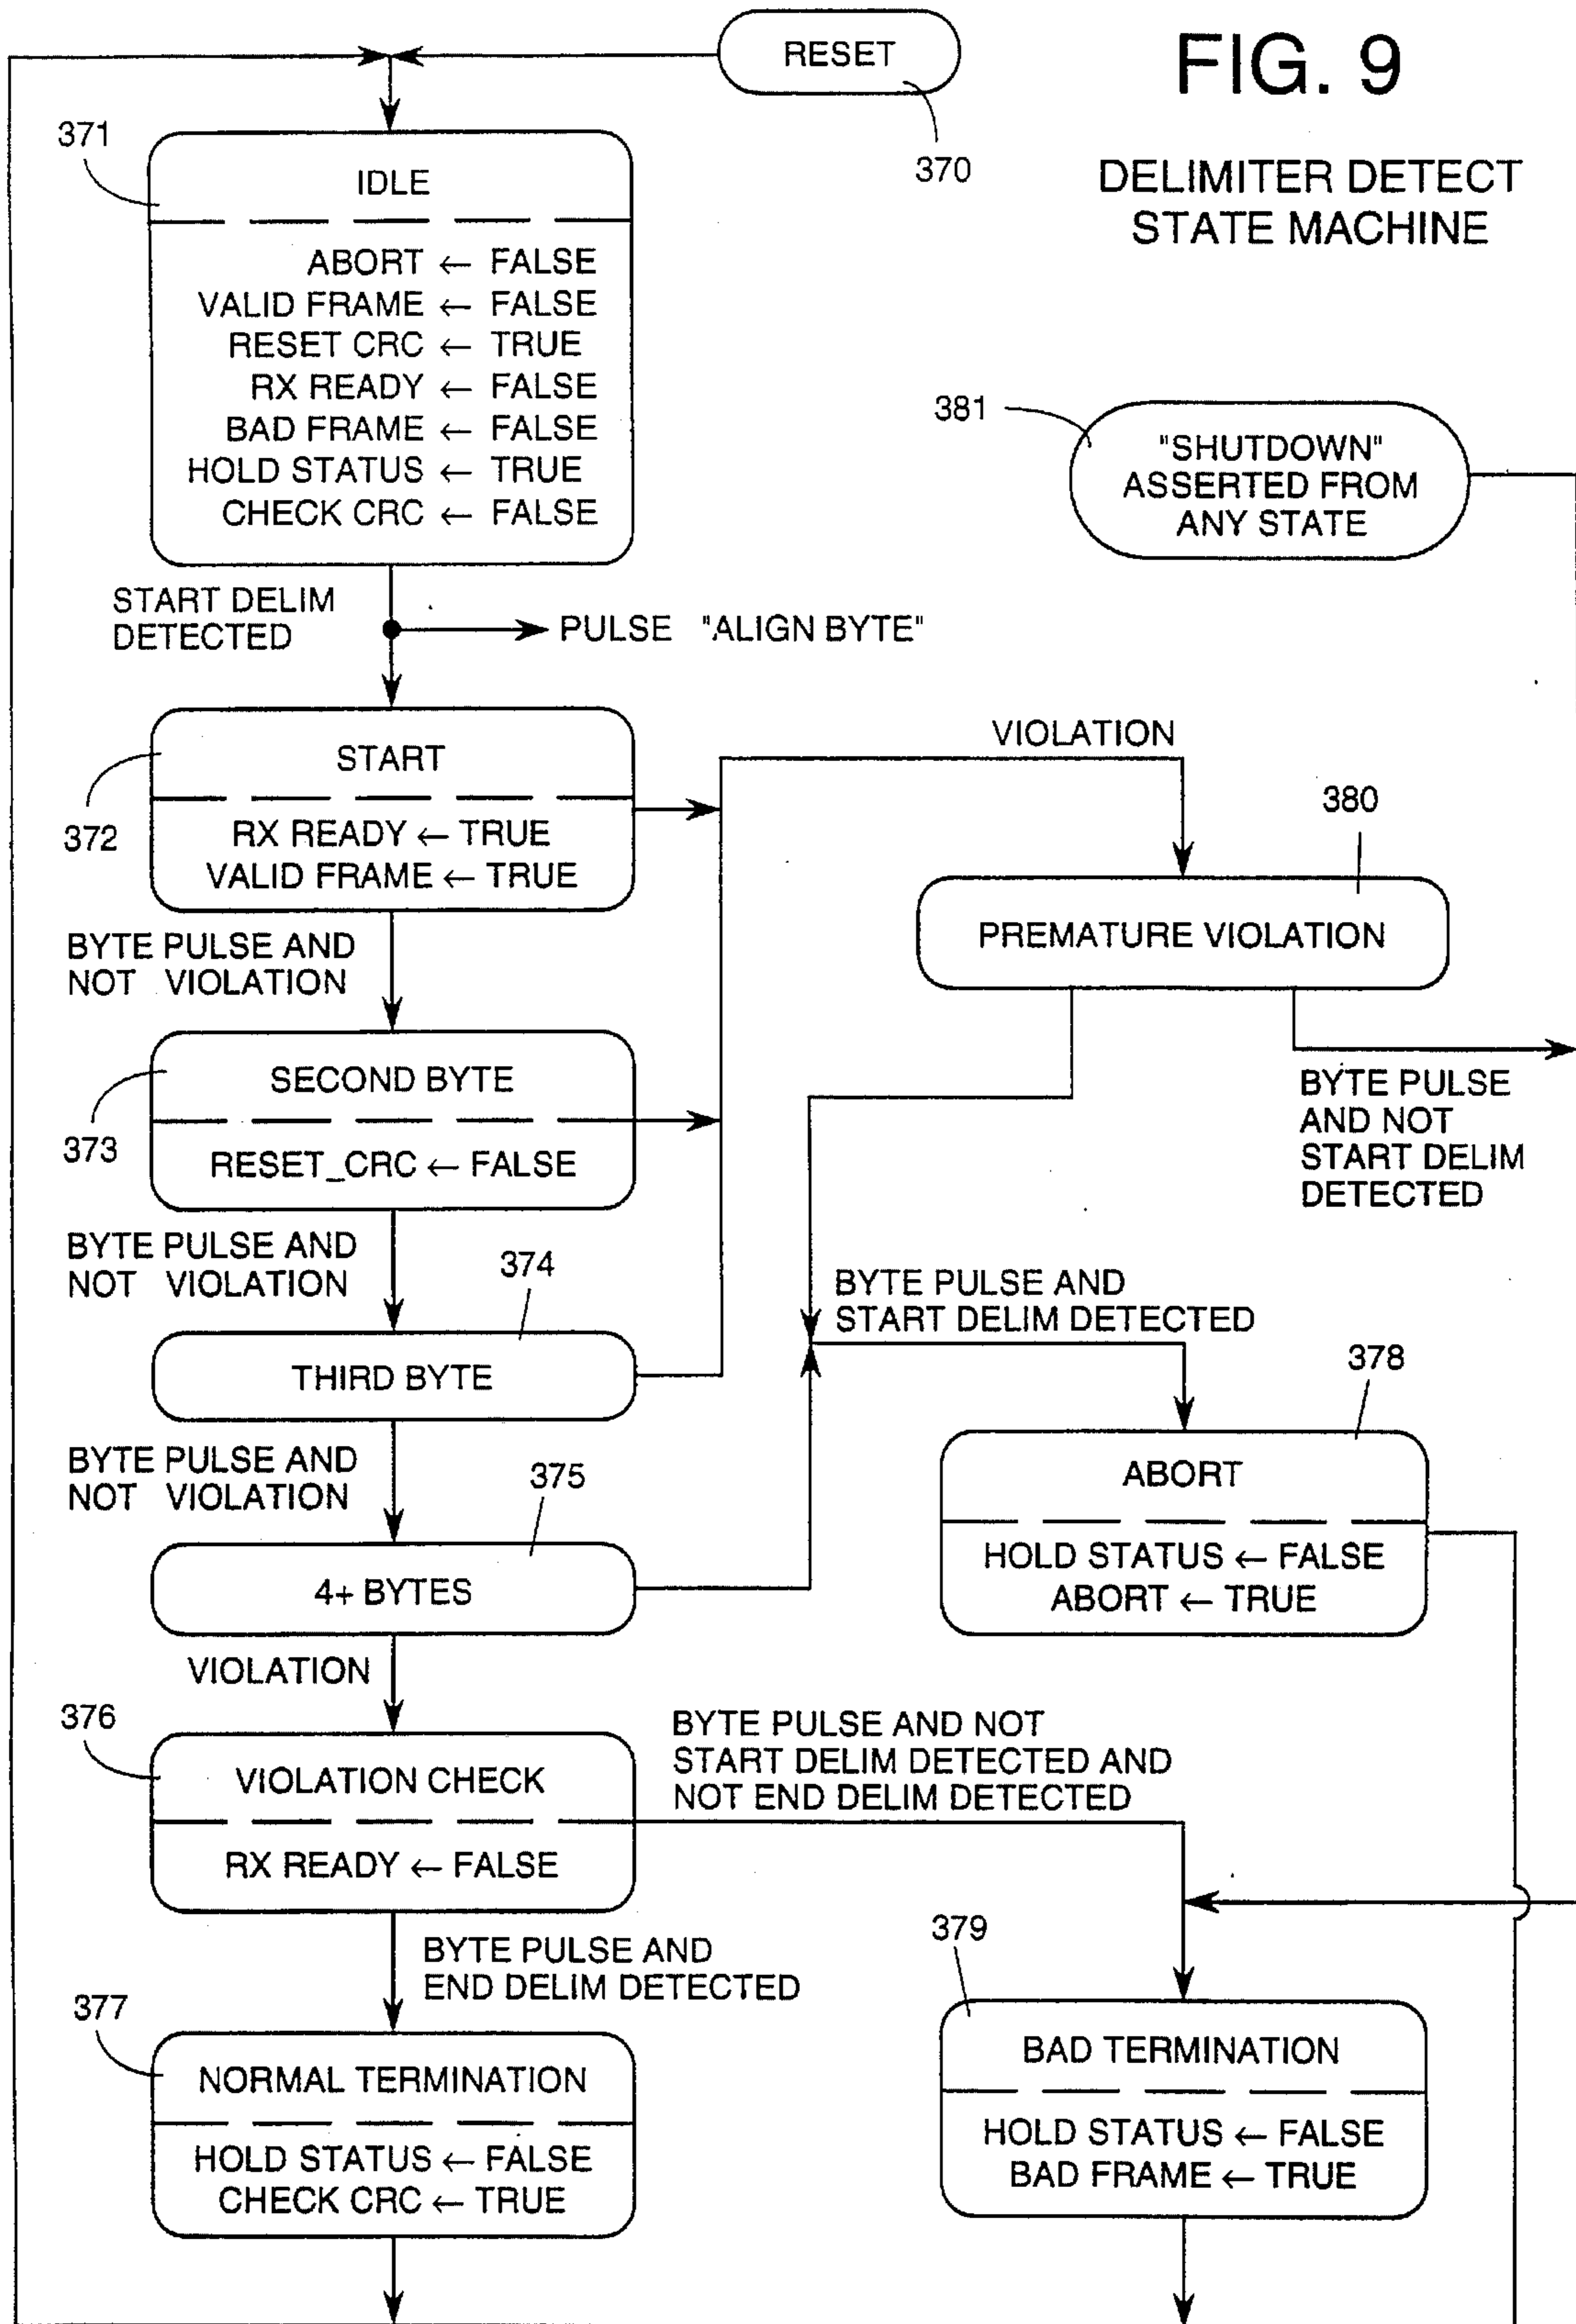 RESET
FIG. 9
370
DELIMITER DETECT
STATE MACHINE
371
IDLE
ABORT ← FALSE
VALID FRAME ← FALSE
RESET CRC ← TRUE
RX READY ← FALSE
BAD FRAME ← FALSE
HOLD STATUS ← TRUE
CHECK CRC ← FALSE
381
"SHUTDOWN"
ASSERTED FROM
ANY STATE
START DELIM
DETECTED
PULSE "ALIGN BYTE"
372
START
RX READY ← TRUE
VALID FRAME ← TRUE
VIOLATION
380
PREMATURE VIOLATION
BYTE PULSE AND
NOT VIOLATION
373
SECOND BYTE
RESET_CRC ← FALSE
BYTE PULSE
AND NOT
START DELIM
DETECTED
BYTE PULSE AND
NOT VIOLATION
374
THIRD BYTE
BYTE PULSE AND
START DELIM DETECTED
378
ABORT
HOLD STATUS ← FALSE
ABORT ← TRUE
BYTE PULSE AND
NOT VIOLATION
375
4+ BYTES
VIOLATION
376
VIOLATION CHECK
RX READY ← FALSE
BYTE PULSE AND NOT
START DELIM DETECTED AND
NOT END DELIM DETECTED
BYTE PULSE AND
END DELIM DETECTED
377
NORMAL TERMINATION
HOLD STATUS ← FALSE
CHECK CRC ← TRUE
379
BAD TERMINATION
HOLD STATUS ← FALSE
BAD FRAME ← TRUE